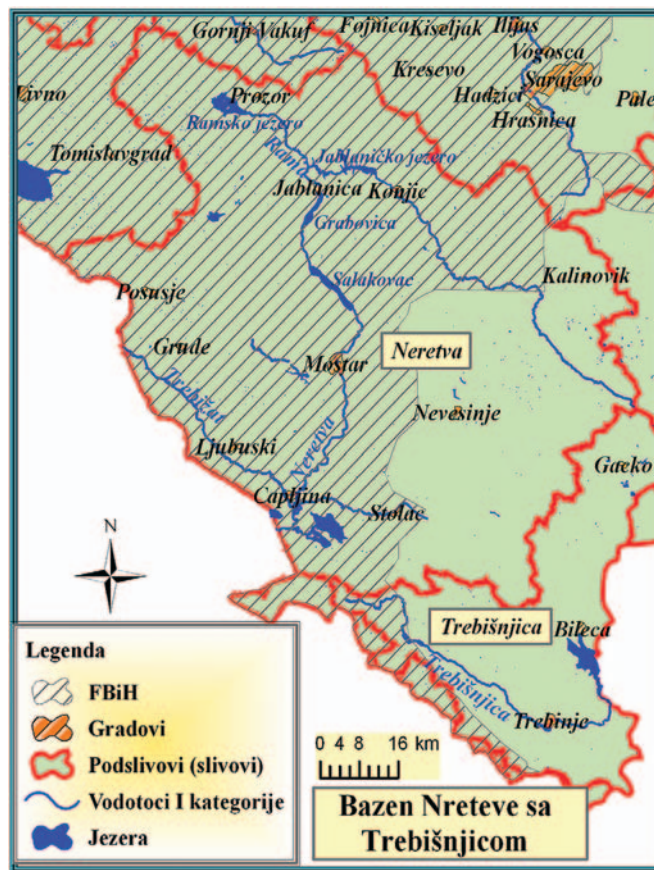 Gornji Vakuf
Fojnica
Kiseljak
Ilijas
Vogosca
Kresevo
Sarajevo
Hadzici
Pale
Hrasnica
Prozor
Ramsko jezero
Rama
Tomislavgrad
Jablaničko jezero
Jablanica
Konjic
Grabovica
Salakovac
Kalinovik
Posusje
Grude
Mostar
Neretva
Trebižat
Nevesinje
Ljubuski
Neretva
Gacko
Capljina
Stolac
N
Trebišnjica
Bileca
Trebišnjica
Trebinje
Legenda
FBiH
Gradovi
Podslivovi (slivovi)
Vodotoci I kategorije
Jezera
0 4 8 16 km
Bazen Nreteve sa
Trebišnjicom